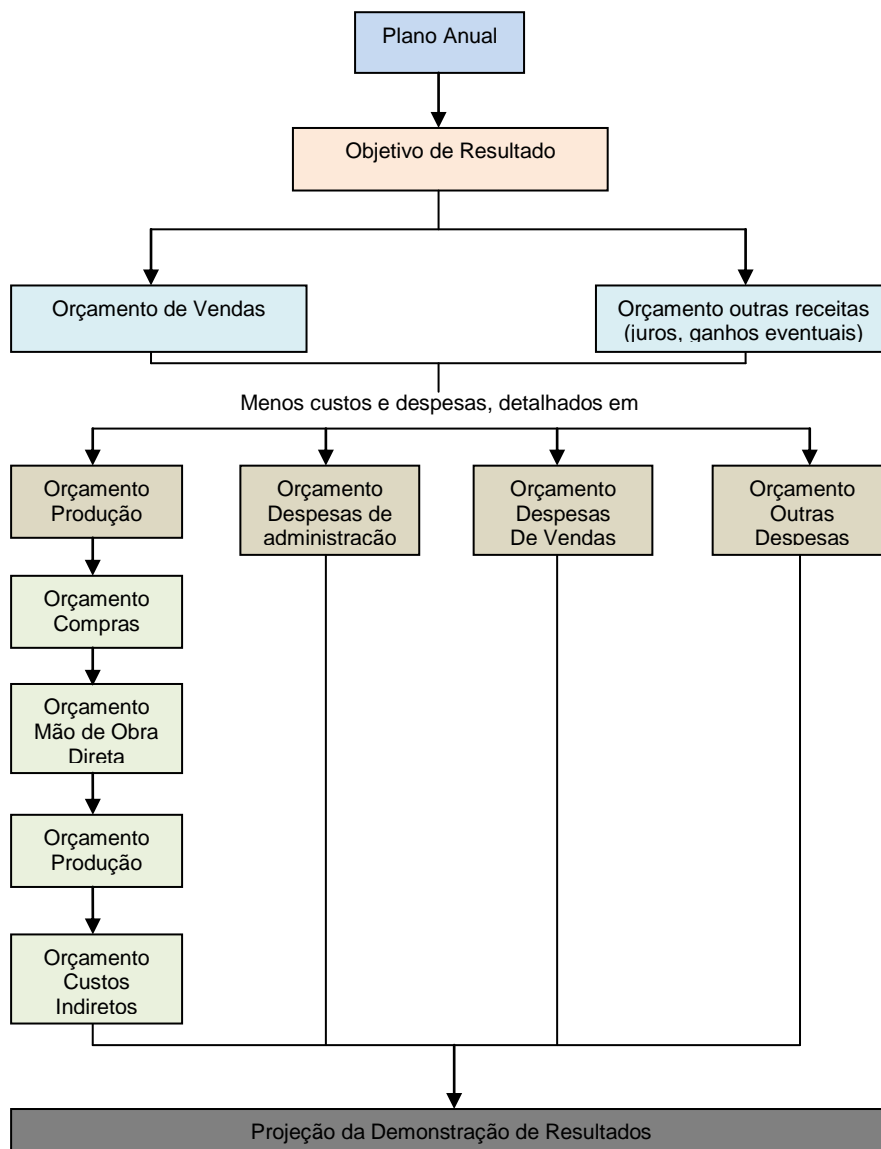 Plano Anual
Objetivo de Resultado
Orçamento de Vendas
Orçamento outras receitas
(juros, ganhos eventuais)
Menos custos e despesas, detalhados em
Orçamento
Produção
Orçamento
Despesas de
administração
Orçamento
Despesas
De Vendas
Orçamento
Outras
Despesas
Orçamento
Compras
Orçamento
Mão de Obra
Direta
Orçamento
Produção
Orçamento
Custos
Indiretos
Projeção da Demonstração de Resultados